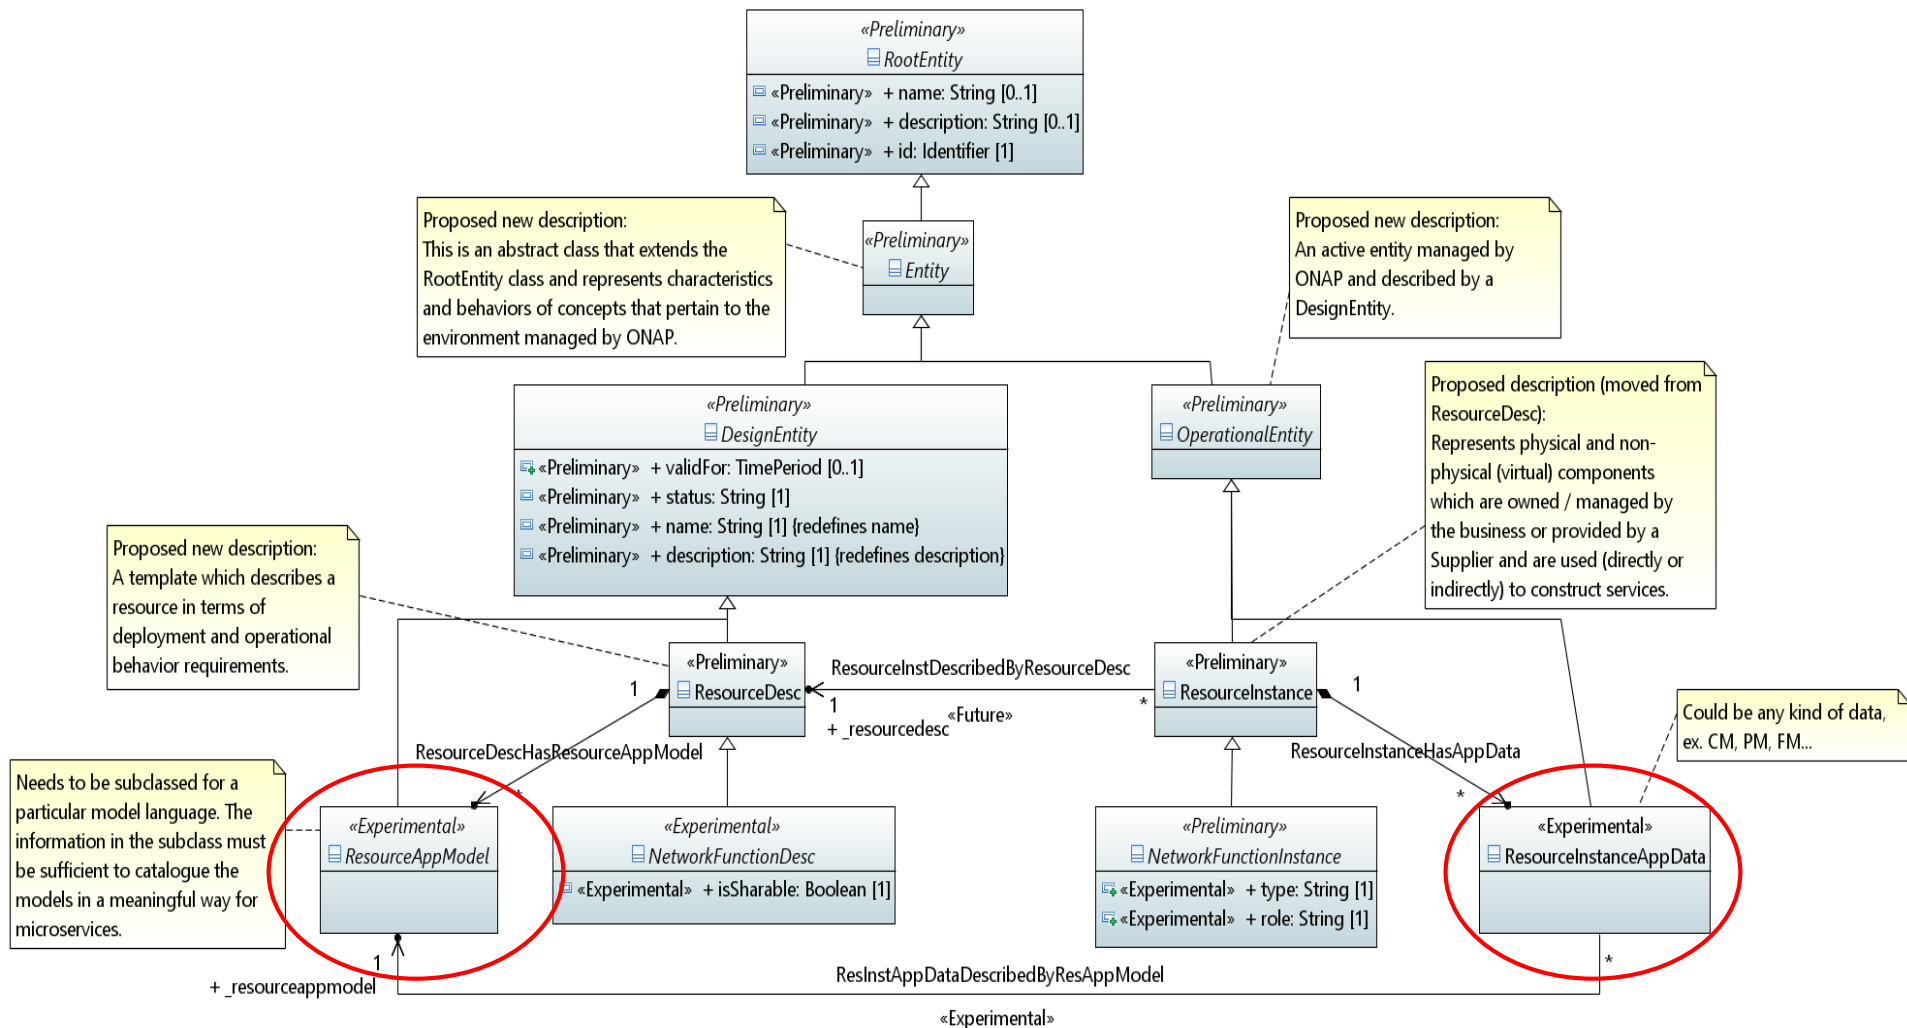 «Preliminary»
RootEntity
«Preliminary» + name: String [0..1]
«Preliminary» + description: String [0..1]
«Preliminary» + id: Identifier [1]
Proposed new description:
This is an abstract class that extends the
RootEntity class and represents characteristics
and behaviors of concepts that pertain to the
environment managed by ONAP.
«Preliminary»
Entity
Proposed new description:
An active entity managed by
ONAP and described by a
DesignEntity.
«Preliminary»
DesignEntity
«Preliminary» + validFor: TimePeriod [0..1]
«Preliminary» + status: String [1]
«Preliminary» + name: String [1] {redefines name}
«Preliminary» + description: String [1] {redefines description}
«Preliminary»
OperationalEntity
Proposed description (moved from
ResourceDesc):
Represents physical and non-
physical (virtual) components
which are owned / managed by
the business or provided by a
Supplier and are used (directly or
indirectly) to construct services.
Proposed new description:
A template which describes a
resource in terms of
deployment and operational
behavior requirements.
«Preliminary»
ResourceDesc
1
ResourceInstDescribedByResourceDesc
1
+ _resourcedesc
«Future»
*
«Preliminary»
ResourceInstance
1
Could be any kind of data,
ex. CM, PM, FM...
ResourceDescHasResourceAppModel
*
ResourceInstanceHasAppData
*
Needs to be subclassed for a
particular model language. The
information in the subclass must
be sufficient to catalogue the
models in a meaningful way for
microservices.
«Experimental»
ResourceAppModel
«Experimental»
NetworkFunctionDesc
«Experimental» + isSharable: Boolean [1]
«Preliminary»
NetworkFunctionInstance
«Experimental» + type: String [1]
«Experimental» + role: String [1]
«Experimental»
ResourceInstanceAppData
1
+ _resourceappmodel
ResInstAppDataDescribedByResAppModel
*
«Experimental»